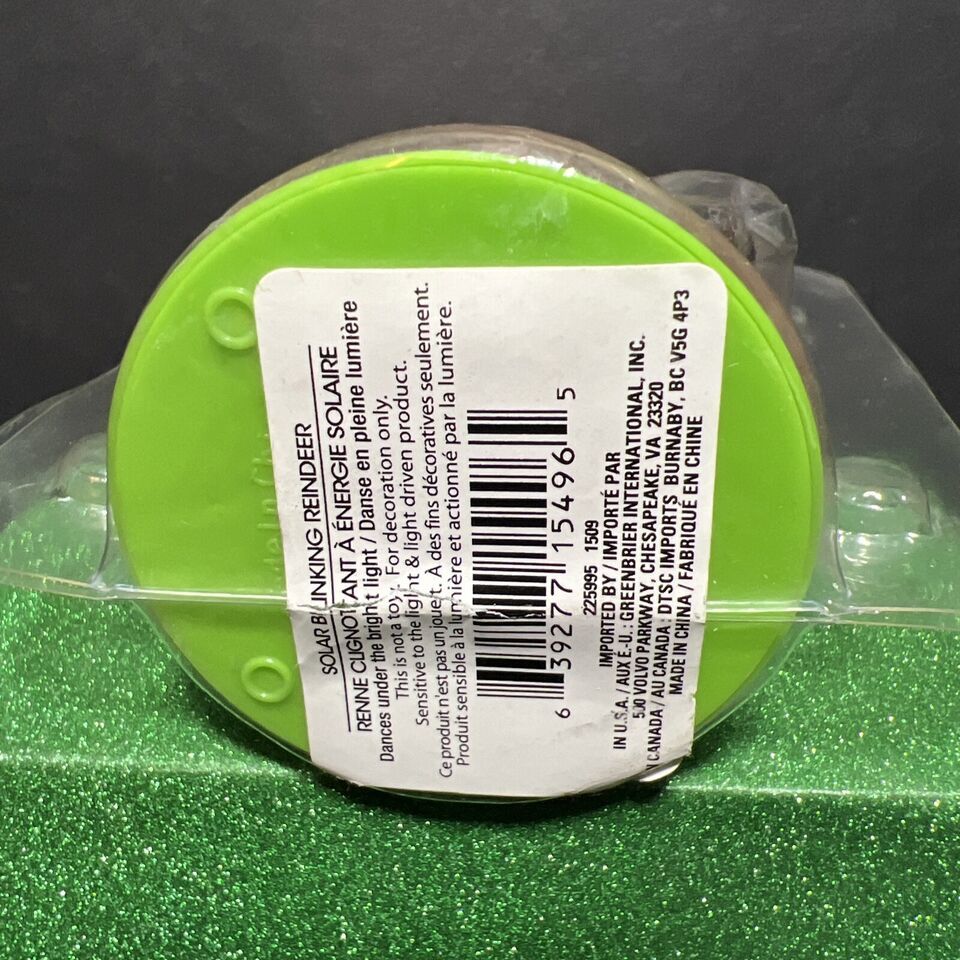 SOLAR BLINKING REINDEER
RENNE CLIGNOTANT À ÉNERGIE SOLAIRE
Dances under the bright light / Danse en pleine lumière
This is not a toy. For decoration only.
Sensitive to the light & light driven product.
Ce produit n'est pas un jouet. À des fins décoratives seulement.
Produit sensible à la lumière et actionné par la lumière.
6 39277 15496 5
225995 1509
IMPORTED BY / IMPORTÉ PAR
IN U.S.A. / AUX É.-U.: GREENBRIER INTERNATIONAL, INC.
500 VOLVO PARKWAY, CHESAPEAKE, VA 23320
IN CANADA / AU CANADA: DTSC IMPORTS BURNABY, BC V5G 4P3
MADE IN CHINA / FABRIQUÉ EN CHINE